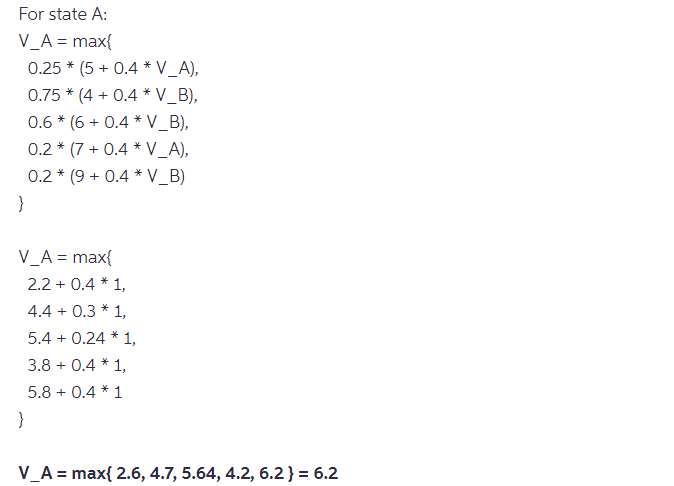 For state A:
V_A = max{
0.25 * (5 + 0.4 * V_A),
0.75 * (4 + 0.4 * V_B),
0.6 * (6 + 0.4 * V_B),
0.2 * (7 + 0.4 * V_A),
0.2 * (9 + 0.4 * V_B)
}
V_A = max{
2.2 + 0.4 * 1,
4.4 + 0.3 * 1,
5.4 + 0.24 * 1,
3.8 + 0.4 * 1,
5.8 + 0.4 * 1
}
V_A = max{ 2.6, 4.7, 5.64, 4.2, 6.2 } = 6.2